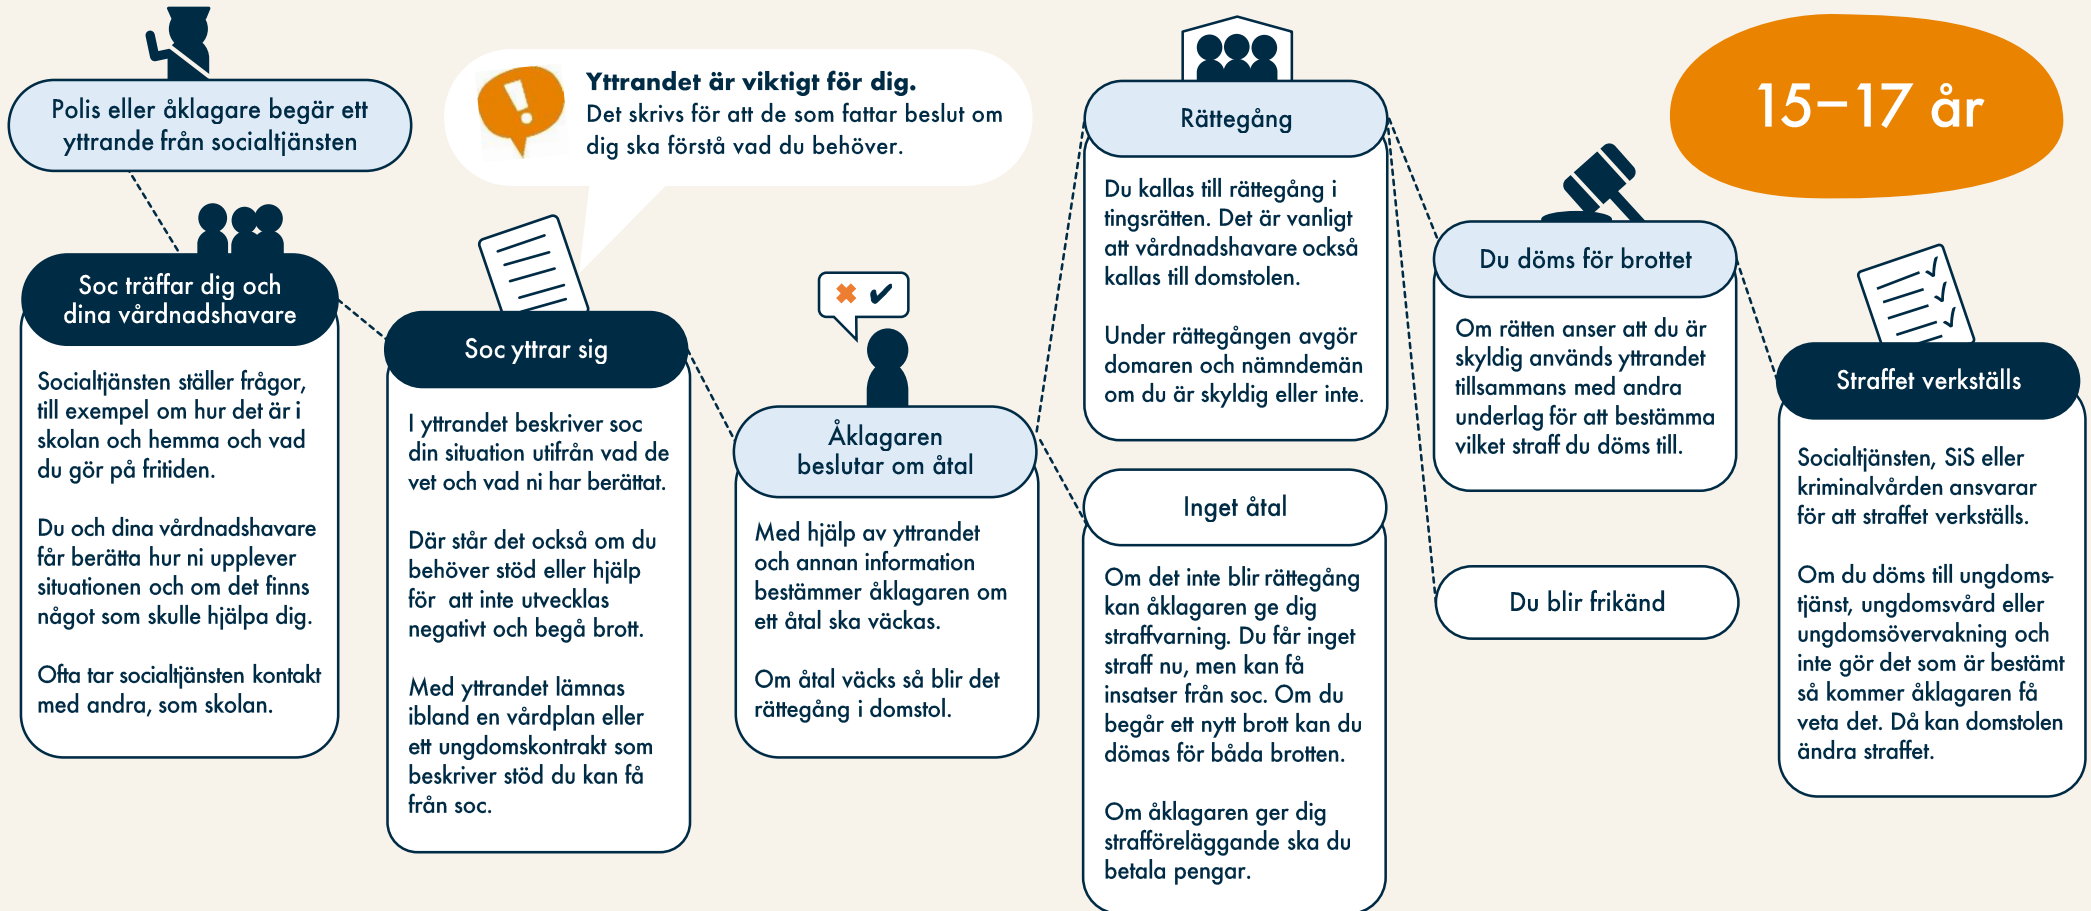 Polis eller åklagare begär ett
yttrande från socialtjänsten
Soc träffar dig och
dina vårdnadshavare
Socialtjänsten ställer frågor,
till exempel om hur det är i
skolan och hemma och vad
du gör på fritiden.
Du och dina vårdnadshavare
får berätta hur ni upplever
situationen och om det finns
något som skulle hjälpa dig.
Ofta tar socialtjänsten kontakt
med andra, som skolan.
Yttrandet är viktigt för dig.
Det skrivs för att de som fattar beslut om
dig ska förstå vad du behöver.
Soc yttrar sig
I yttrandet beskriver soc
din situation utifrån vad de
vet och vad ni har berättat.
Där står det också om du
behöver stöd eller hjälp
för att inte utvecklas
negativt och begå brott.
Med yttrandet lämnas
ibland en vårdplan eller
ett ungdomskontrakt som
beskriver stöd du kan få
från soc.
Åklagaren
beslutar om åtal
Med hjälp av yttrandet
och annan information
bestämmer åklagaren om
ett åtal ska väckas.
Om åtal väcks så blir det
rättegång i domstol.
Rättegång
Du kallas till rättegång i
tingsrätten. Det är vanligt
att vårdnadshavare också
kallas till domstolen.
Under rättegången avgör
domaren och nämndemän
om du är skyldig eller inte.
Inget åtal
Om det inte blir rättegång
kan åklagaren ge dig
straffvarning. Du får inget
straff nu, men kan få
insatser från soc. Om du
begår ett nytt brott kan du
dömas för båda brotten.
Om åklagaren ger dig
strafföreläggande ska du
betala pengar.
15–17 år
Du döms för brottet
Om rätten anser att du är
skyldig används yttrandet
tillsammans med andra
underlag för att bestämma
vilket straff du döms till.
Du blir frikänd
Straffet verkställs
Socialtjänsten, SiS eller
kriminalvården ansvarar
för att straffet verkställs.
Om du döms till ungdoms-
tjänst, ungdomsvård eller
ungdomsövervakning och
inte gör det som är bestämt
så kommer åklagaren få
veta det. Då kan domstolen
ändra straffet.